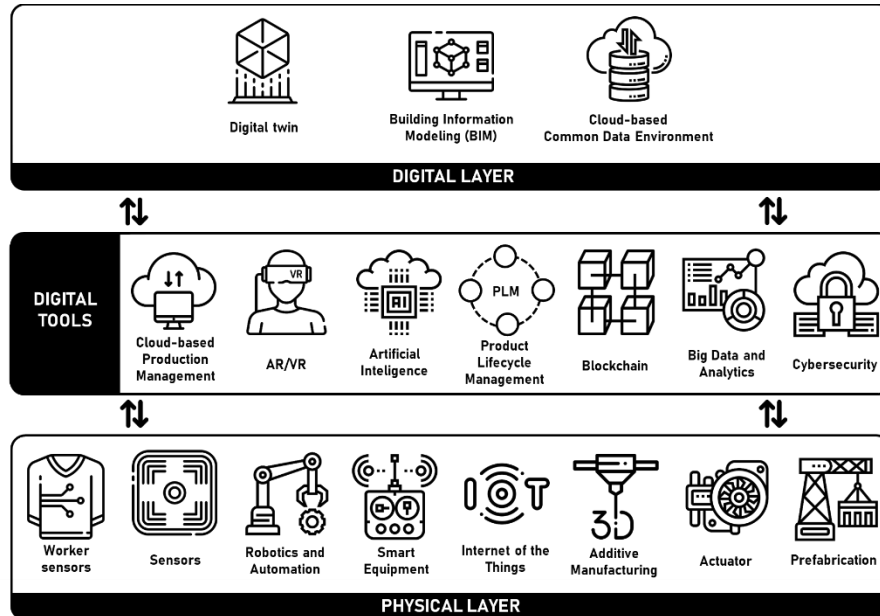 Digital twin
Building Information
Modeling (BIM)
Cloud-based
Common Data Environment
DIGITAL LAYER
DIGITAL
TOOLS
Cloud-based
Production
Management
VR
AR/VR
AI
Artificial
Inteligence
PLM
Product
Lifecycle
Management
Blockchain
Big Data and
Analytics
Cybersecurity
Worker
sensors
Sensors
Robotics and
Automation
Smart
Equipment
IOT
Internet of the
Things
3D
Additive
Manufacturing
Actuator
Prefabrication
PHYSICAL LAYER